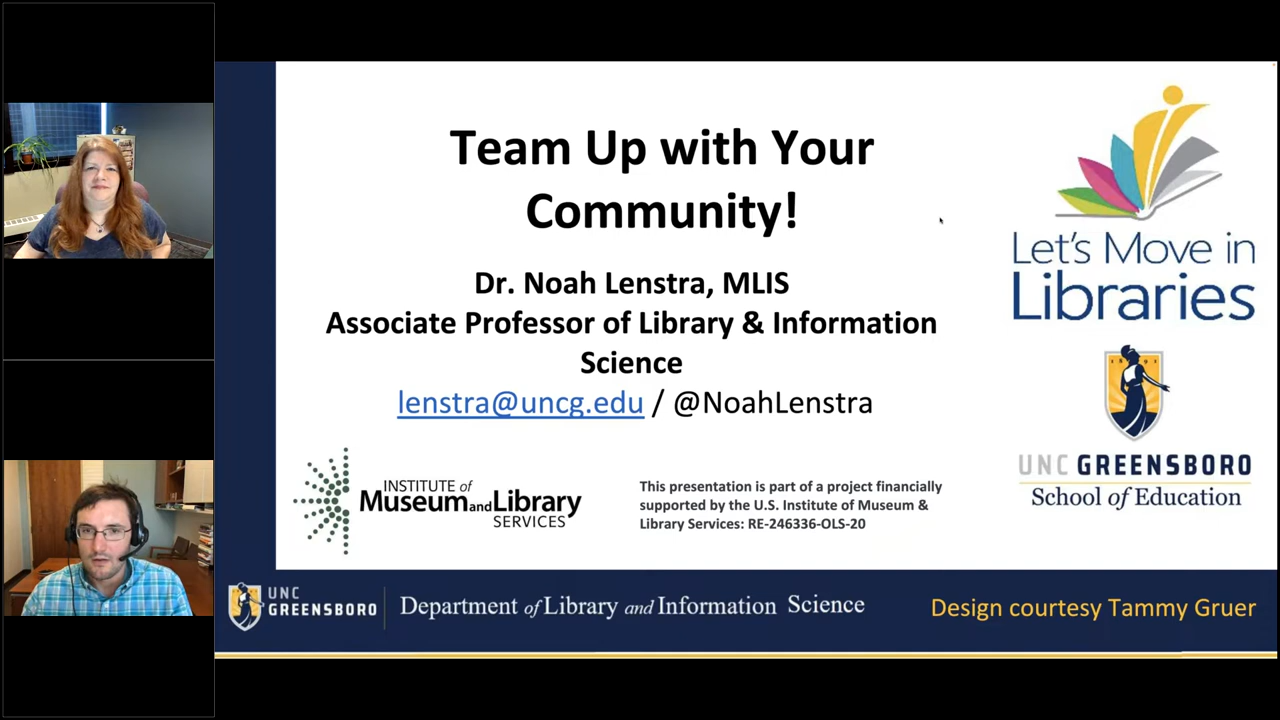 Team Up with Your
Community!
Dr. Noah Lenstra, MLIS
Associate Professor of Library & Information
Science
lenstra@uncg.edu / @NoahLenstra
INSTITUTE of
Museum and Library
SERVICES
This presentation is part of a project financially
supported by the U.S. Institute of Museum &
Library Services: RE-246336-OLS-20
Let's Move in
Libraries
1891
UNC GREENSBORO
School of Education
UNC
GREENSBORO
Department of Library and Information Science
Design courtesy Tammy Gruer